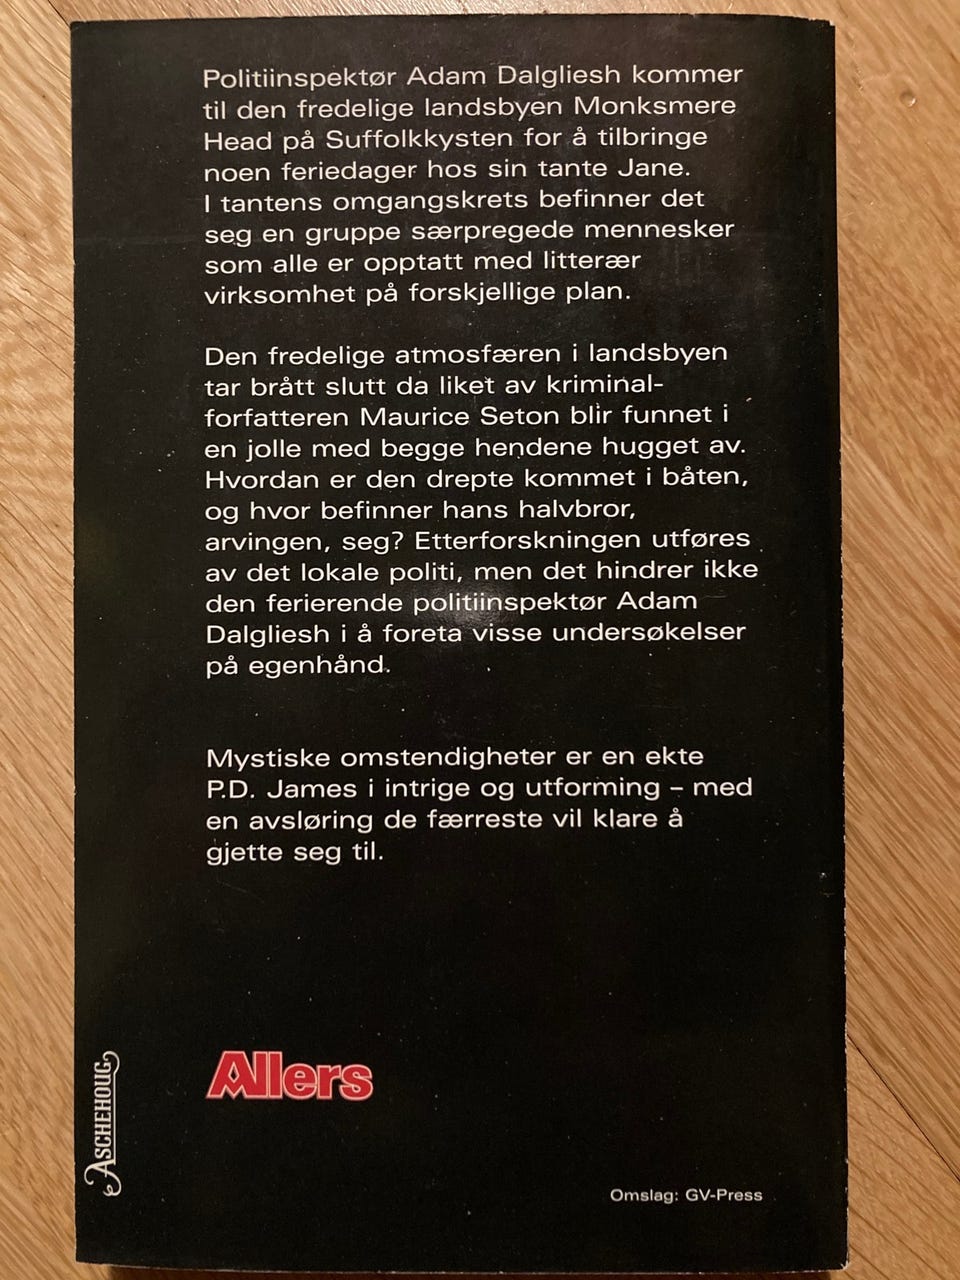 Politiinspektør Adam Dalgliesh kommer
til den fredelige landsbyen Monksmere
Head på Suffolkkysten for å tilbringe
noen feriedager hos sin tante Jane.
I tantens omgangskrets befinner det
seg en gruppe særpregede mennesker
som alle er opptatt med litterær
virksomhet på forskjellige plan.
Den fredelige atmosfæren i landsbyen
tar brått slutt da liket av kriminal-
forfatteren Maurice Seton blir funnet i
en jolle med begge hendene hugget av.
Hvordan er den drepte kommet i båten,
og hvor befinner hans halvbror,
arvingen, seg? Etterforskningen utføres
av det lokale politi, men det hindrer ikke
den ferierende politiinspektør Adam
Dalgliesh i å foreta visse undersøkelser
på egenhånd.
Mystiske omstendigheter er en ekte
P.D. James i intrige og utforming – med
en avsløring de færreste vil klare å
gjette seg til.
Allers
ASCHEHOUG
Omslag: GV-Press